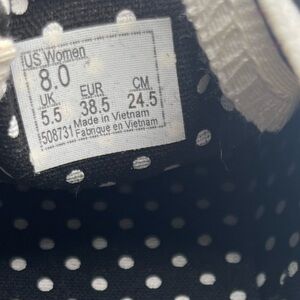 US Women
8.0
UK EUR CM
5.5 38.5 24.5
508731 Made in Vietnam
Fabrique en Vietnam